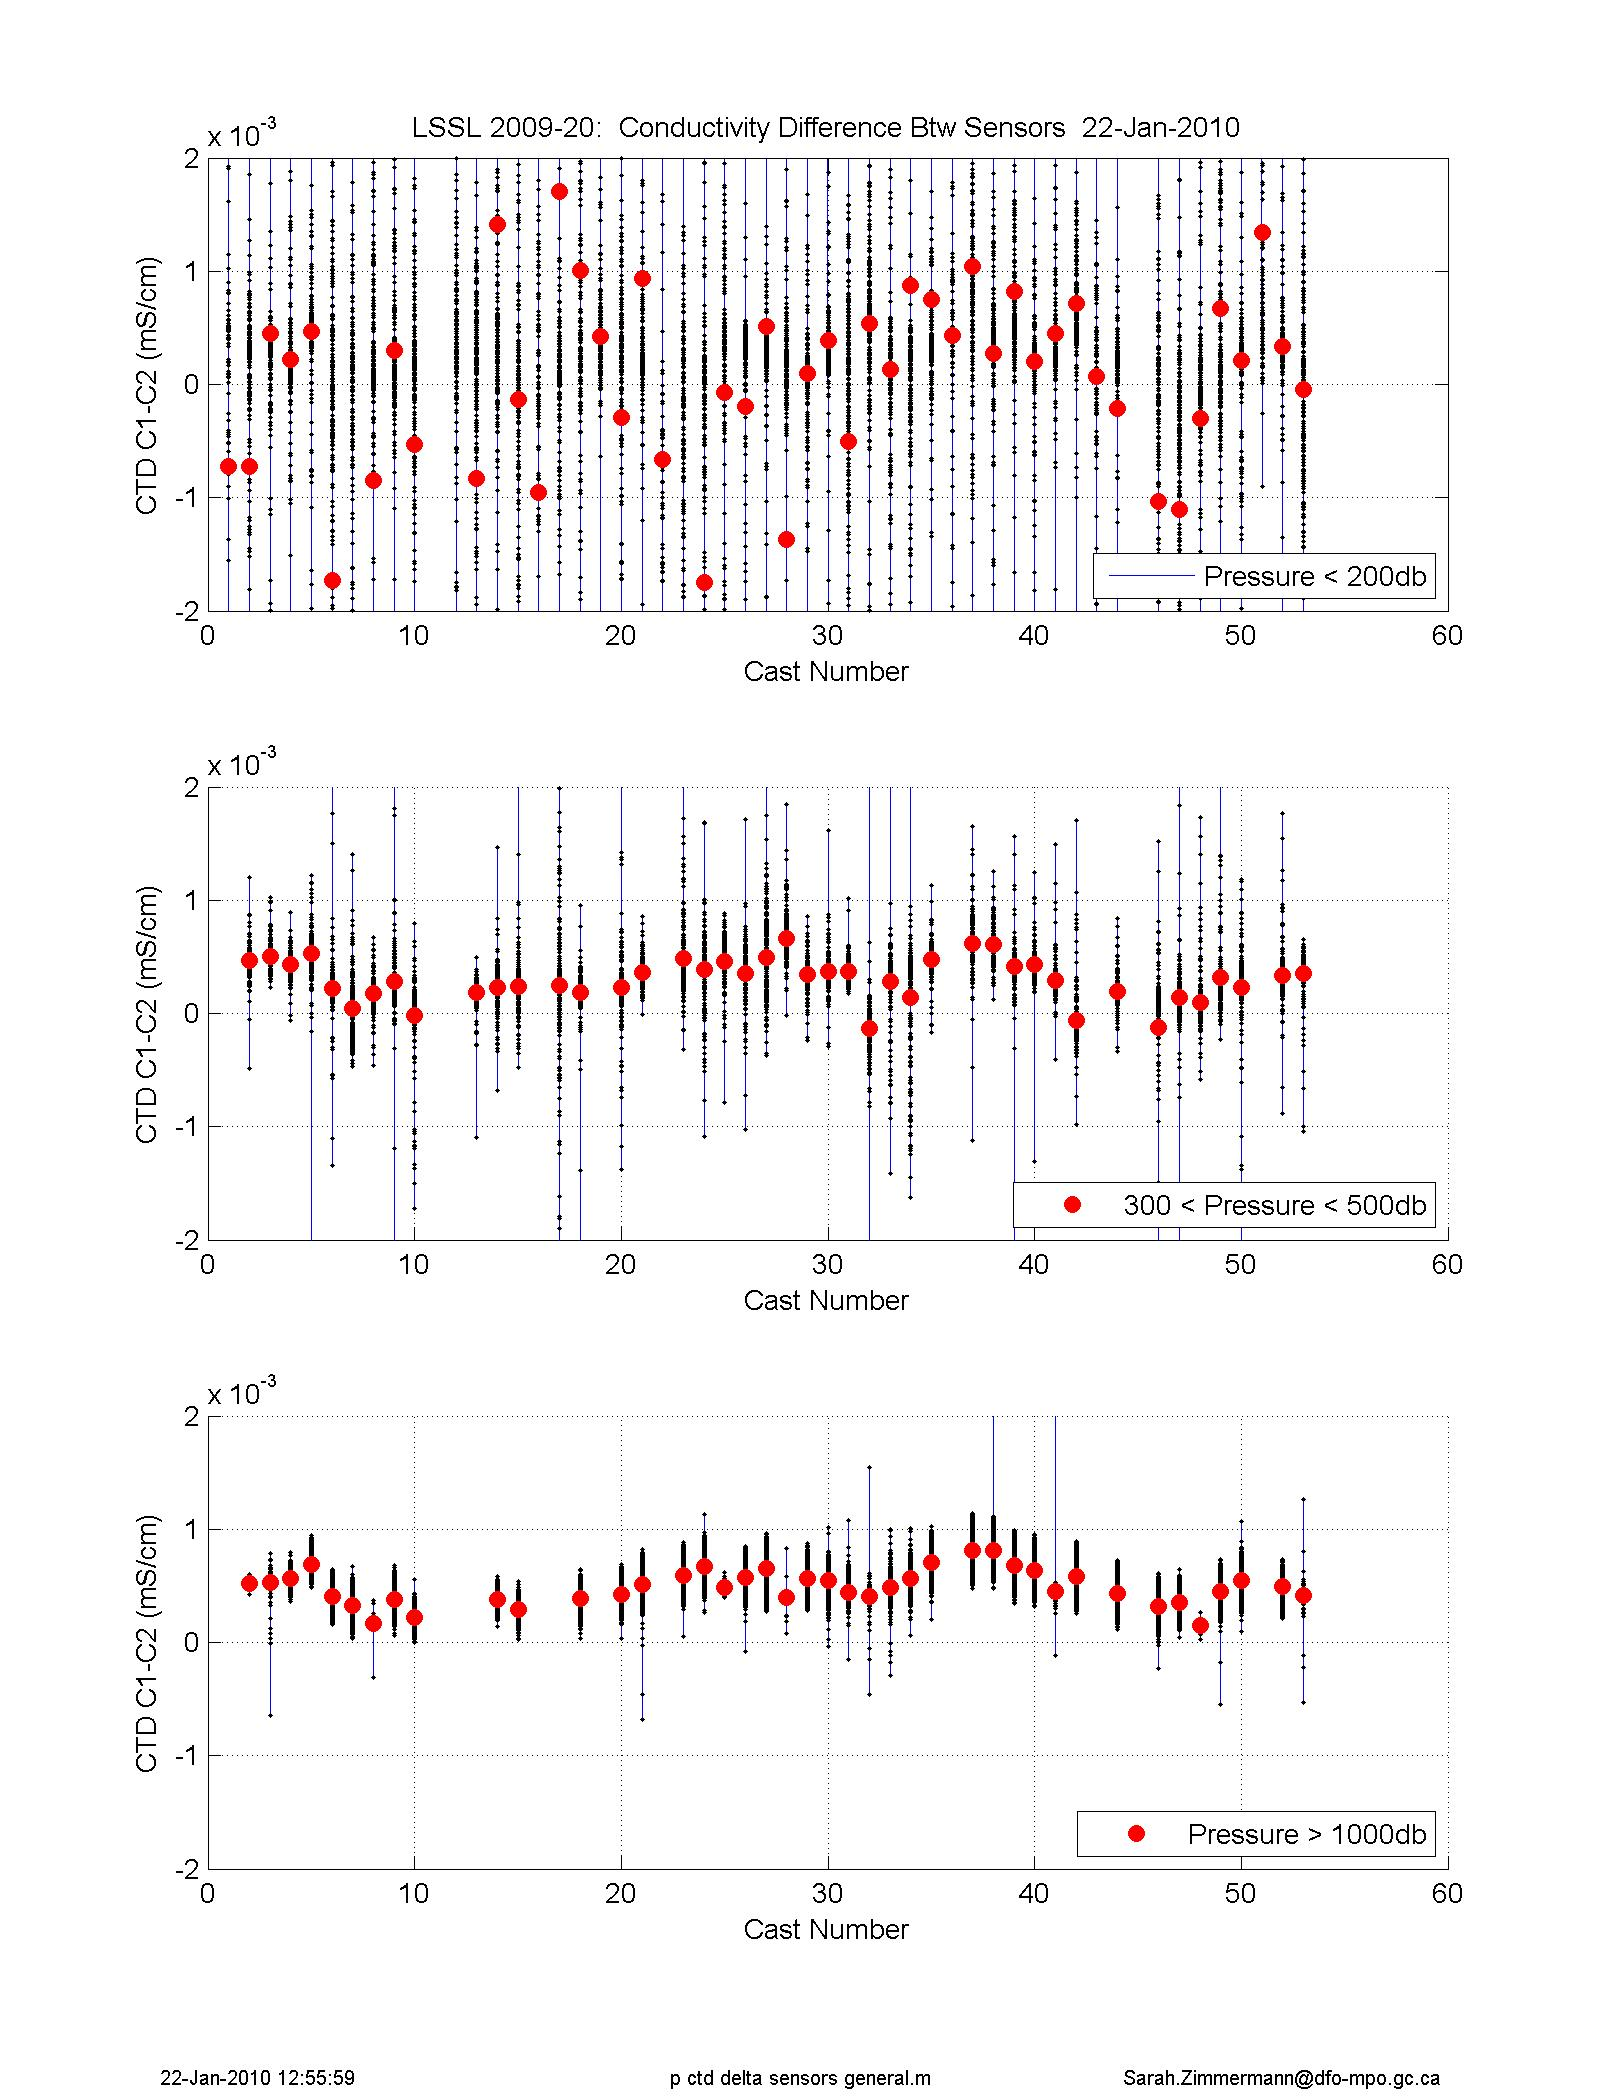 LSSL 2009-20:  Conductivity Difference Btw Sensors  22-Jan-2010
x 10-3
2
1
0
-1
-2
CTD C1-C2 (mS/cm)
Pressure < 200db
0 10 20 30 40 50 60
Cast Number
x 10-3
2
1
0
-1
-2
CTD C1-C2 (mS/cm)
300 < Pressure < 500db
0 10 20 30 40 50 60
Cast Number
x 10-3
2
1
0
-1
-2
CTD C1-C2 (mS/cm)
Pressure > 1000db
0 10 20 30 40 50 60
Cast Number
22-Jan-2010 12:55:59 p ctd delta sensors general.m Sarah.Zimmermann@dfo-mpo.gc.ca